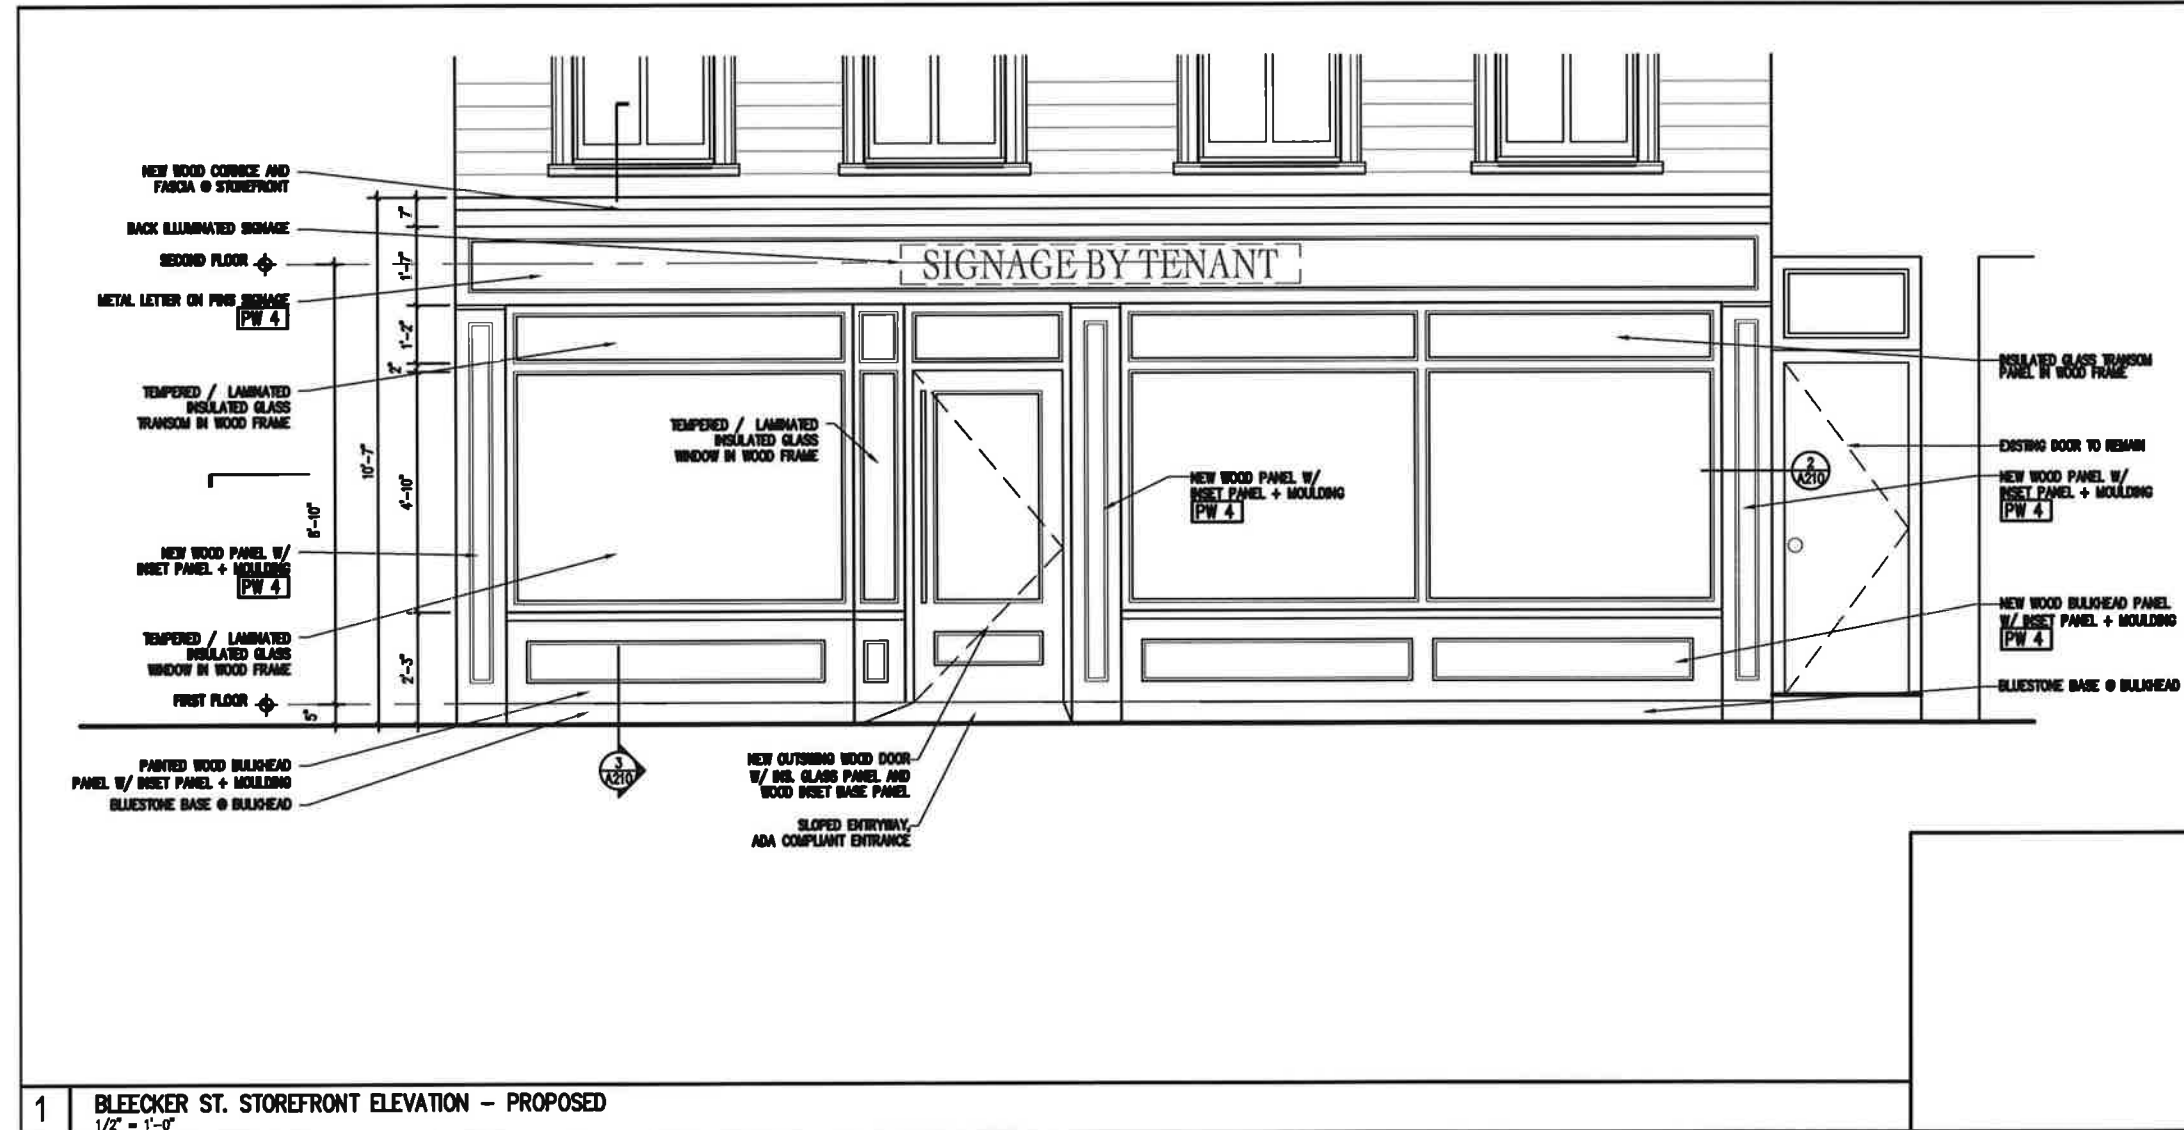 NEW WOOD CORNICE AND
FASCIA @ STOREFRONT
BACK ILLUMINATED SIGNAGE
SECOND FLOOR
METAL LETTER ON PINS SIGNAGE
PW 4
TEMPERED / LAMINATED
INSULATED GLASS
TRANSOM IN WOOD FRAME
NEW WOOD PANEL W/
INSET PANEL + MOULDING
PW 4
TEMPERED / LAMINATED
INSULATED GLASS
WINDOW IN WOOD FRAME
FIRST FLOOR
PAINTED WOOD BULKHEAD
PANEL W/ INSET PANEL + MOULDING
BLUESTONE BASE @ BULKHEAD
7"
1'-7"
1'-2"
2"
10'-7"
4'-10"
2'-3"
5"
SIGNAGE BY TENANT
TEMPERED / LAMINATED
INSULATED GLASS
WINDOW IN WOOD FRAME
NEW WOOD PANEL W/
INSET PANEL + MOULDING
PW 4
3
A210
NEW OUTSWING WOOD DOOR
W/ INS. GLASS PANEL AND
WOOD INSET BASE PANEL
SLOPED ENTRYWAY,
ADA COMPLIANT ENTRANCE
2
A210
INSULATED GLASS TRANSOM
PANEL IN WOOD FRAME
EXISTING DOOR TO REMAIN
NEW WOOD PANEL W/
INSET PANEL + MOULDING
PW 4
NEW WOOD BULKHEAD PANEL
W/ INSET PANEL + MOULDING
PW 4
BLUESTONE BASE @ BULKHEAD
1
BLEECKER ST. STOREFRONT ELEVATION - PROPOSED
1/2" = 1'-0"